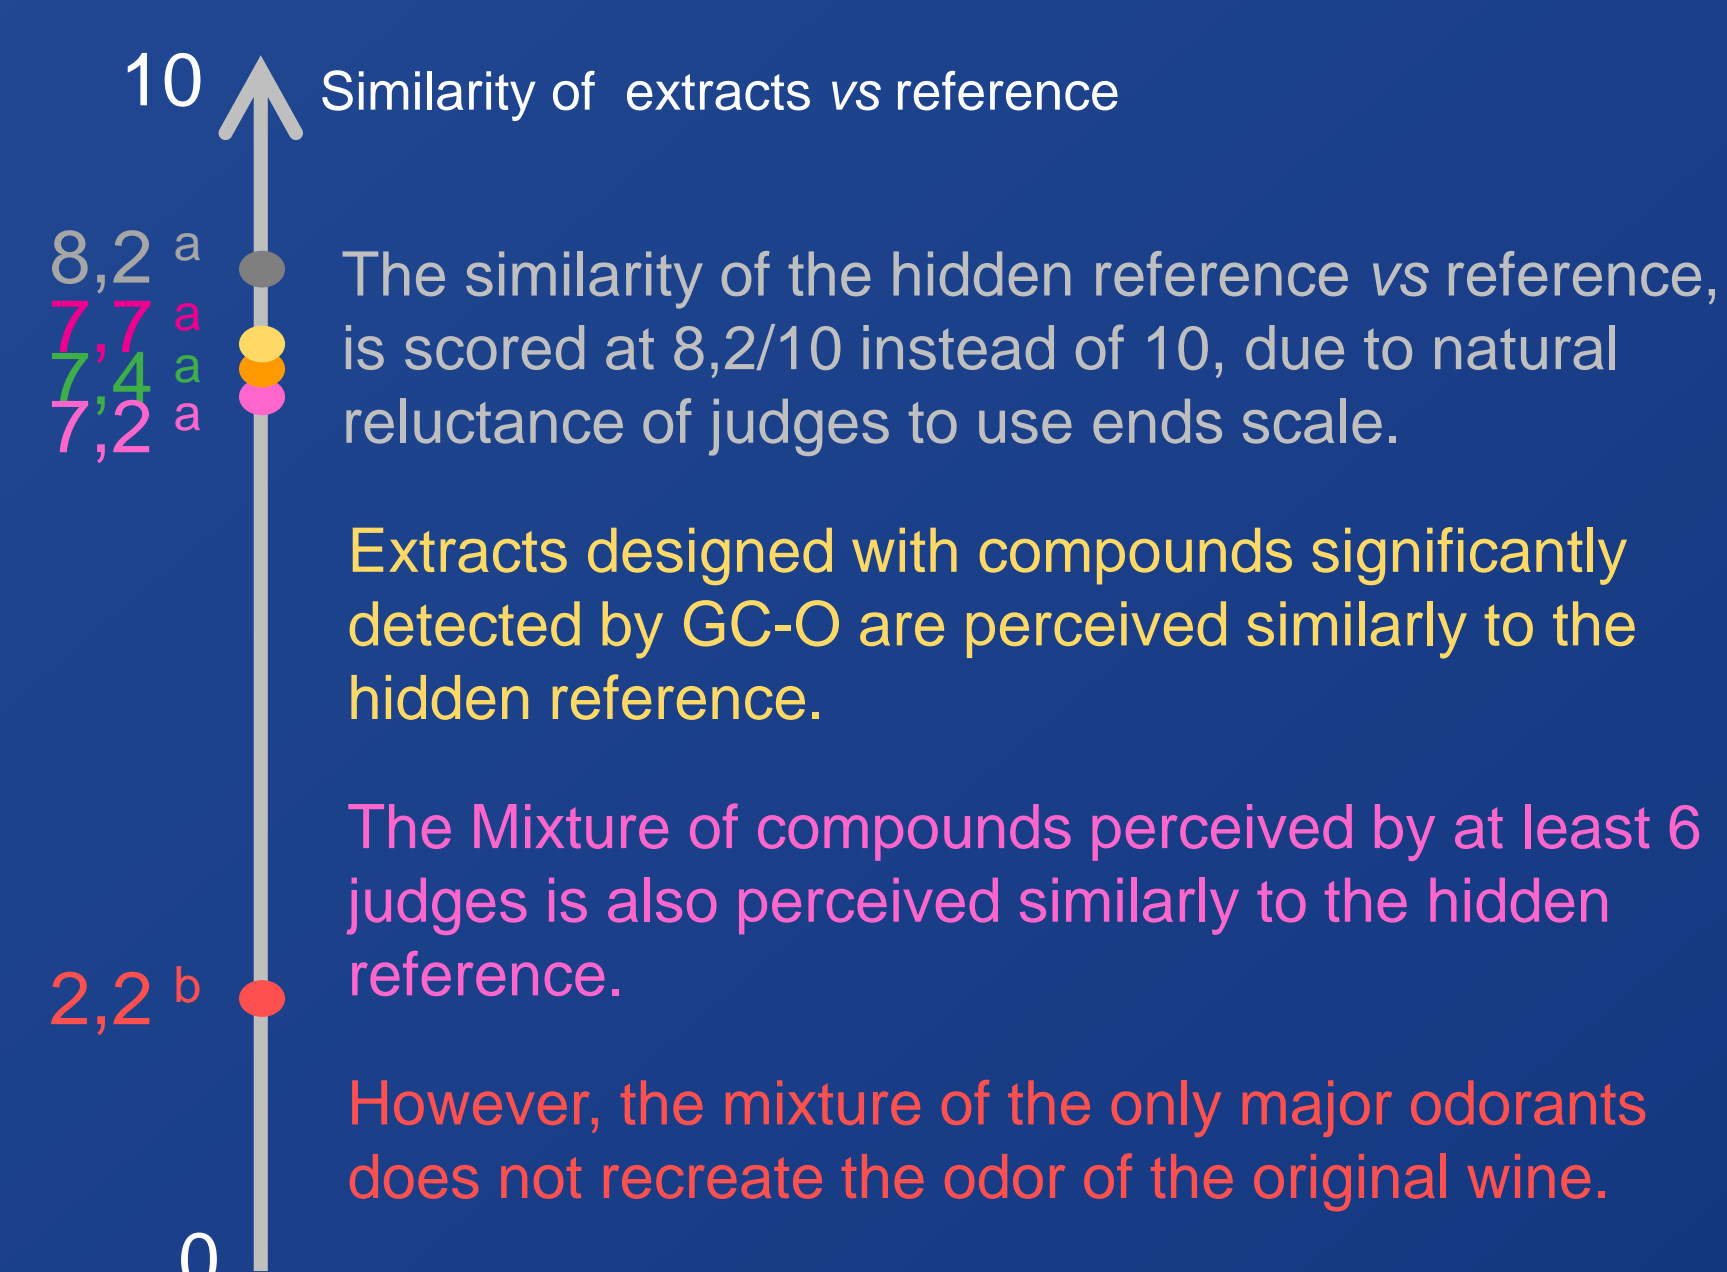 10
Similarity of extracts vs reference
8,2 a
7,7 a
7,4 a
7,2 a
The similarity of the hidden reference vs reference,
is scored at 8,2/10 instead of 10, due to natural
reluctance of judges to use ends scale.
Extracts designed with compounds significantly
detected by GC-O are perceived similarly to the
hidden reference.
The Mixture of compounds perceived by at least 6
judges is also perceived similarly to the hidden
reference.
2,2 b
However, the mixture of the only major odorants
does not recreate the odor of the original wine.
0